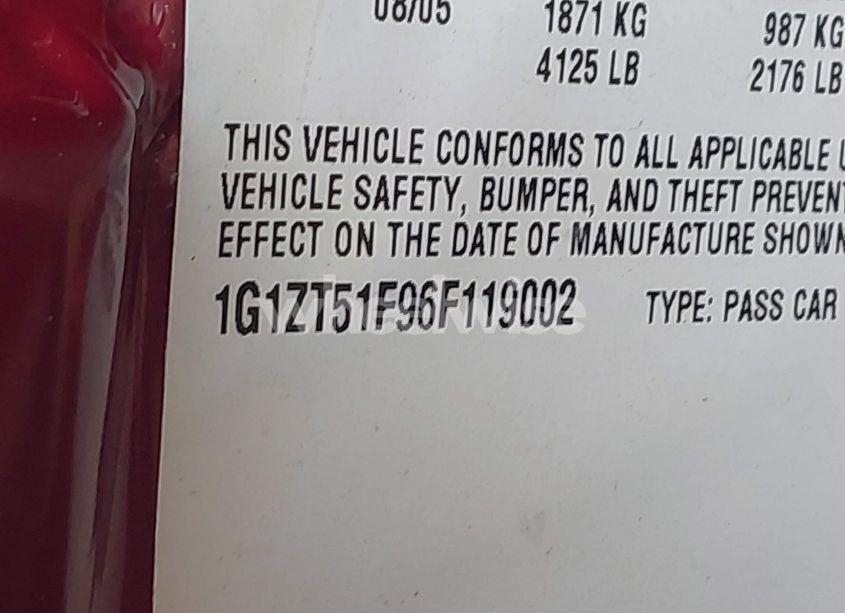 08/05 1871 KG 987 KG
4125 LB 2176 LB
THIS VEHICLE CONFORMS TO ALL APPLICABLE
VEHICLE SAFETY, BUMPER, AND THEFT PREVENT
EFFECT ON THE DATE OF MANUFACTURE SHOWN
1G1ZT51F96F119002 TYPE: PASS CAR